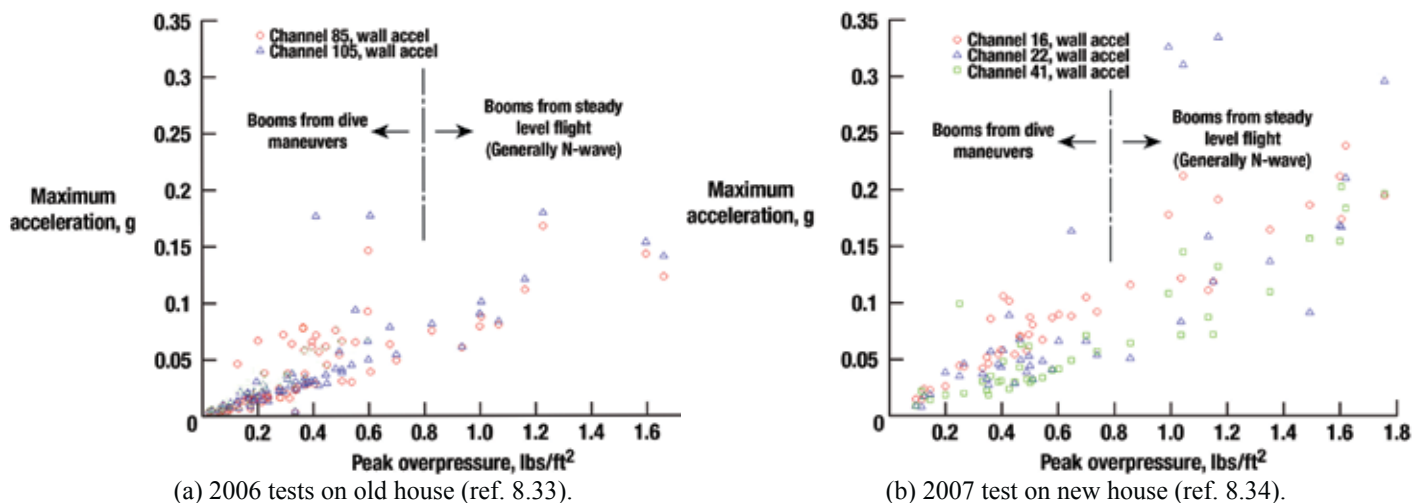 0.35
0.3
0.25
0.2
0.15
0.1
0.05
0
Channel 85, wall accel
Channel 105, wall accel
Booms from dive
maneuvers
Booms from steady
level flight
(Generally N-wave)
Maximum
acceleration, g
0.2 0.4 0.6 0.8 1.0 1.2 1.4 1.6
Peak overpressure, lbs/ft²
(a) 2006 tests on old house (ref. 8.33).
0.35
0.3
0.25
0.2
0.15
0.1
0.05
0
Channel 16, wall accel
Channel 22, wall accel
Channel 41, wall accel
Booms from dive
maneuvers
Booms from steady
level flight
(Generally N-wave)
Maximum
acceleration, g
0.2 0.4 0.6 0.8 1.0 1.2 1.4 1.6 1.8
Peak overpressure, lbs/ft²
(b) 2007 test on new house (ref. 8.34).